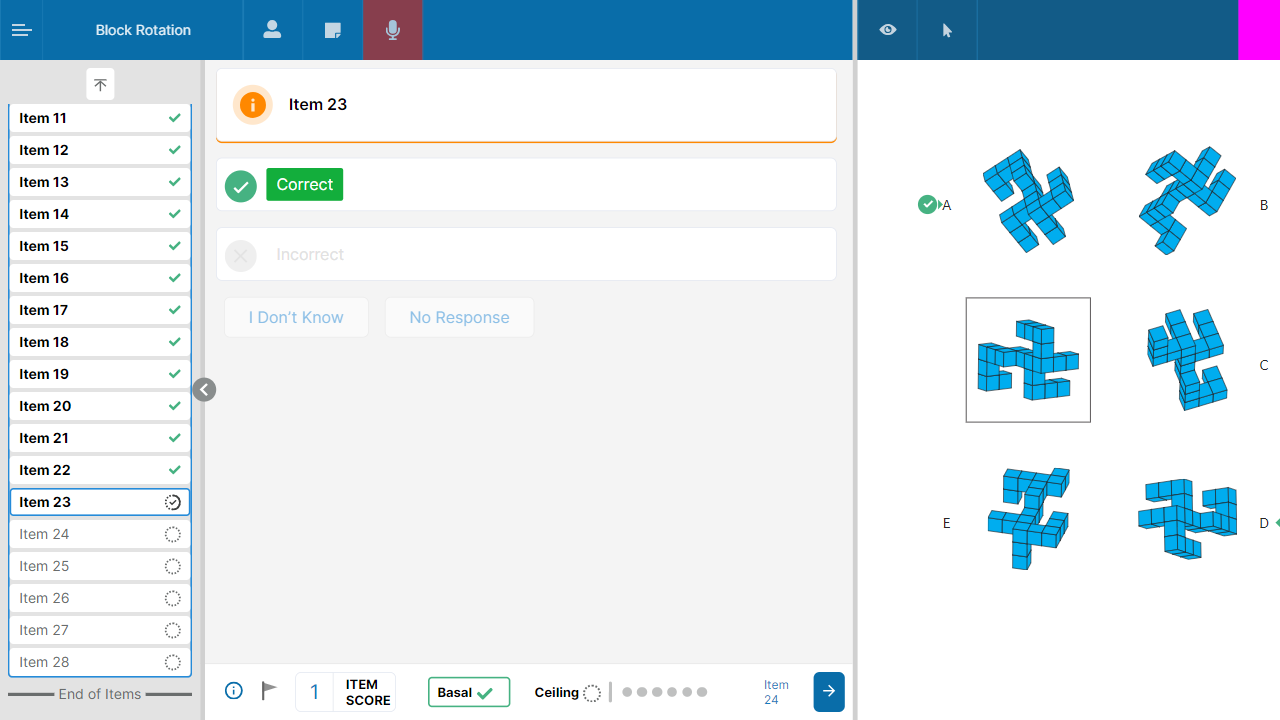 Block Rotation
Item 11
Item 12
Item 13
Item 14
Item 15
Item 16
Item 17
Item 18
Item 19
Item 20
Item 21
Item 22
Item 23
Item 24
Item 25
Item 26
Item 27
Item 28
End of Items
Item 23
Correct
Incorrect
I Don't Know
No Response
1
ITEM
SCORE
Basal
Ceiling
Item
24
A
B
C
E
D